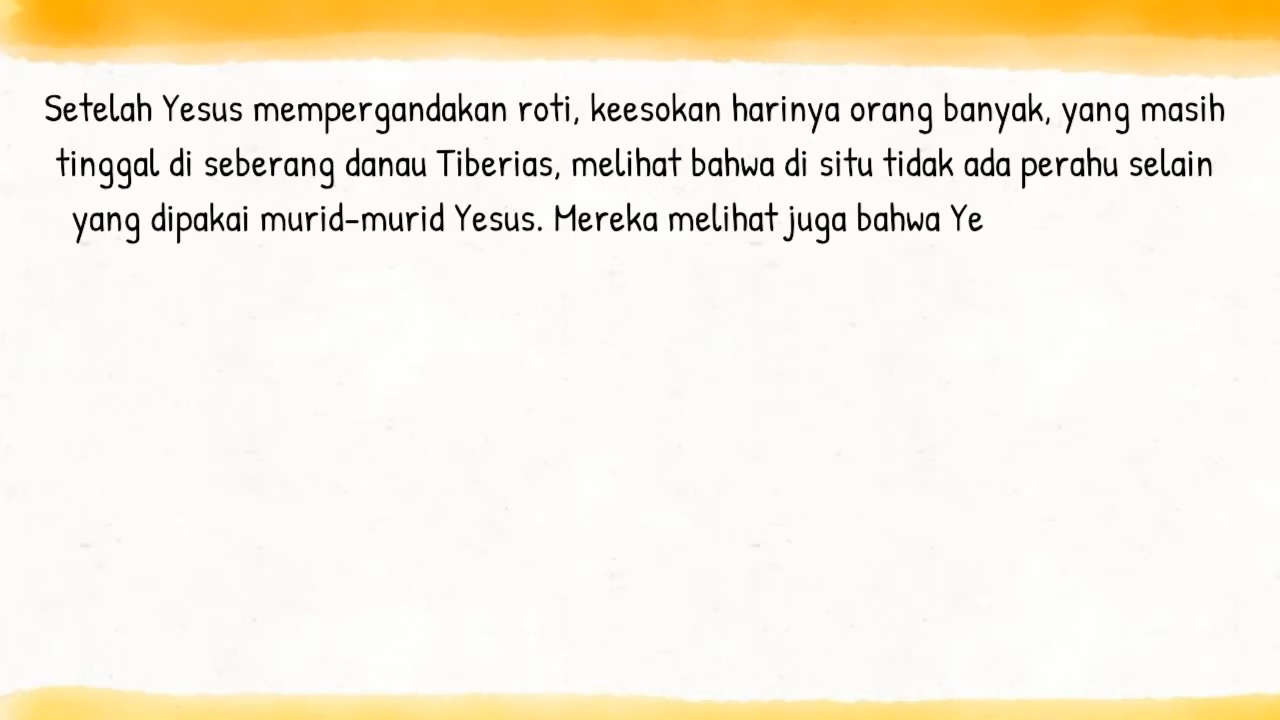 Setelah Yesus mempergandakan roti, keesokan harinya orang banyak, yang masih
tinggal di seberang danau Tiberias, melihat bahwa di situ tidak ada perahu selain
yang dipakai murid-murid Yesus. Mereka melihat juga bahwa Ye